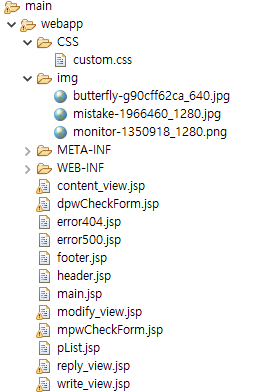 main
webapp
CSS
custom.css
img
butterfly-g90cff62ca_640.jpg
mistake-1966460_1280.jpg
monitor-1350918_1280.png
META-INF
WEB-INF
content_view.jsp
dpwCheckForm.jsp
error404.jsp
error500.jsp
footer.jsp
header.jsp
main.jsp
modify_view.jsp
mpwCheckForm.jsp
pList.jsp
reply_view.jsp
write_view.jsp